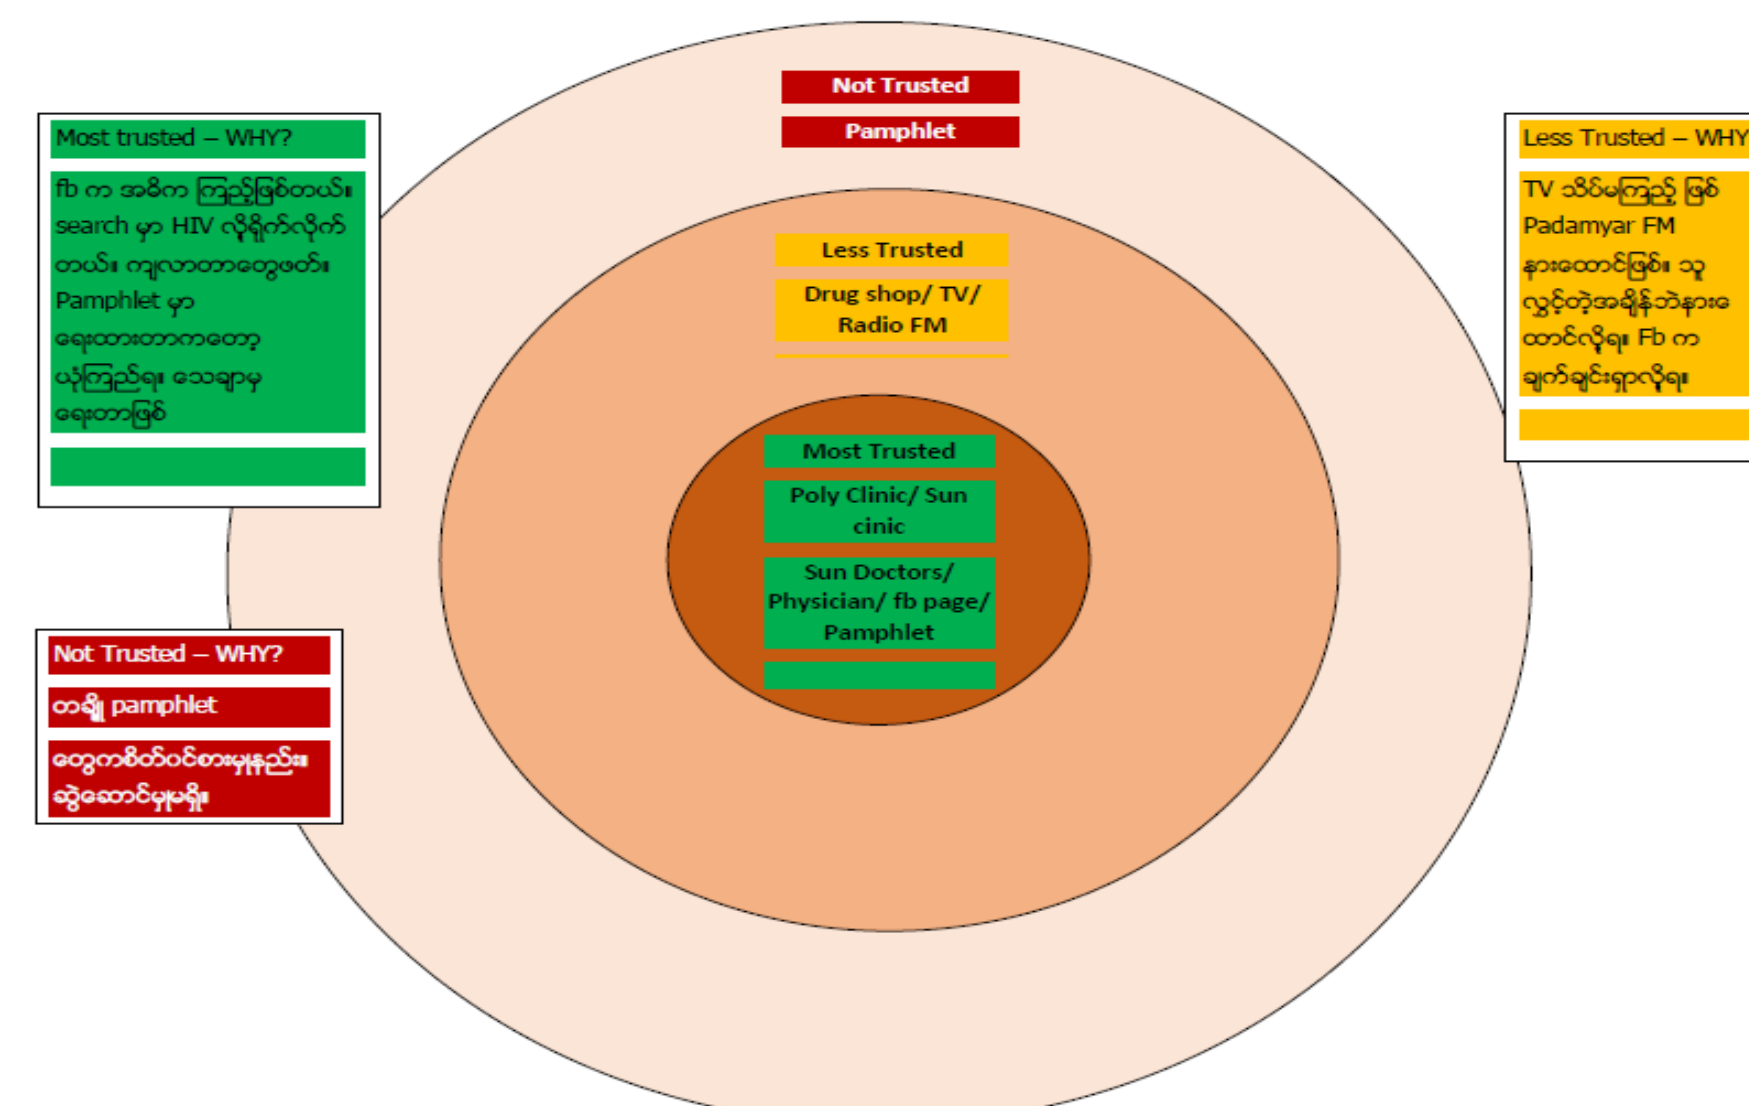 Not Trusted
Pamphlet
Most trusted – WHY?
fb က အဓိက ကြည့်ဖြစ်တယ်။
search မှာ HIV လို့ရိုက်လိုက်
တယ်။ ကျလာတာတွေဖတ်။
Pamphlet မှာ
ရေးထားတာကတော့
ယုံကြည်ရ။ သေချာမှ
ရေးတာဖြစ်
Less Trusted – WHY
TV သိပ်မကြည့် ဖြစ်
Padamyar FM
နားထောင်ဖြစ်။ သူ
လွှင့်တဲ့အချိန်ဘဲနားေ
ထာင်လို့ရ။ Fb က
ချက်ချင်းရှာလို့ရ။
Less Trusted
Drug shop/ TV/
Radio FM
Most Trusted
Poly Clinic/ Sun
cinic
Sun Doctors/
Physician/ fb page/
Pamphlet
Not Trusted – WHY?
တချို့ pamphlet
တွေကစိတ်ဝင်စားမှုနည်း။
ဆွဲဆောင်မှုမရှိ။